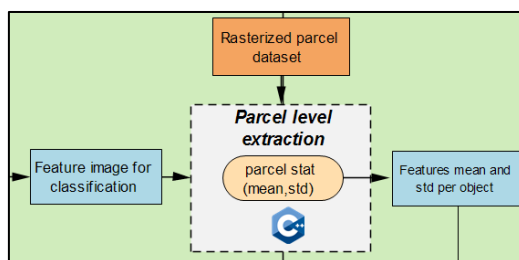 Rasterized parcel
dataset
Parcel level
extraction
Feature image for
classification
parcel stat
(mean,std)
Features mean and
std per object
C++